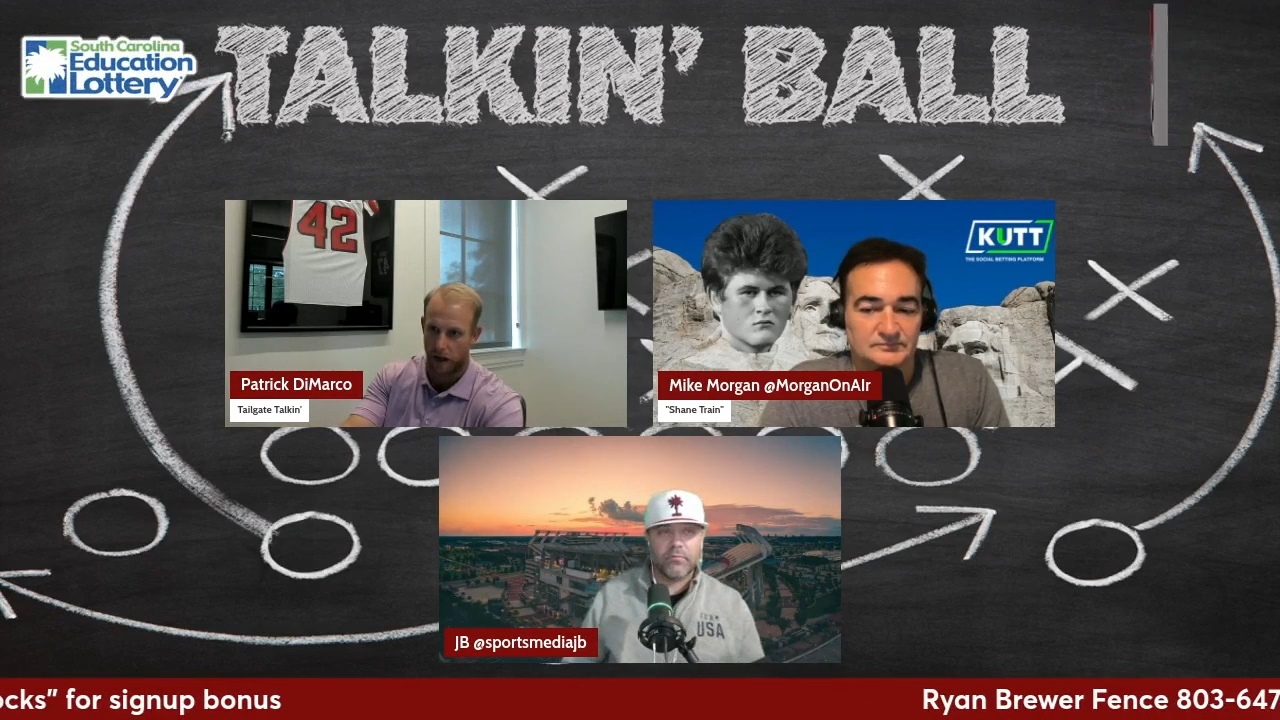 South Carolina
Education
Lottery
TALKIN' BALL
42
KUTT
THE SOCIAL BETTING PLATFORM
Patrick DiMarco
Tailgate Talkin'
Mike Morgan @MorganOnAIr
"Shane Train"
TEAM
USA
JB @sportsmediajb
ocks" for signup bonus
Ryan Brewer Fence 803-647